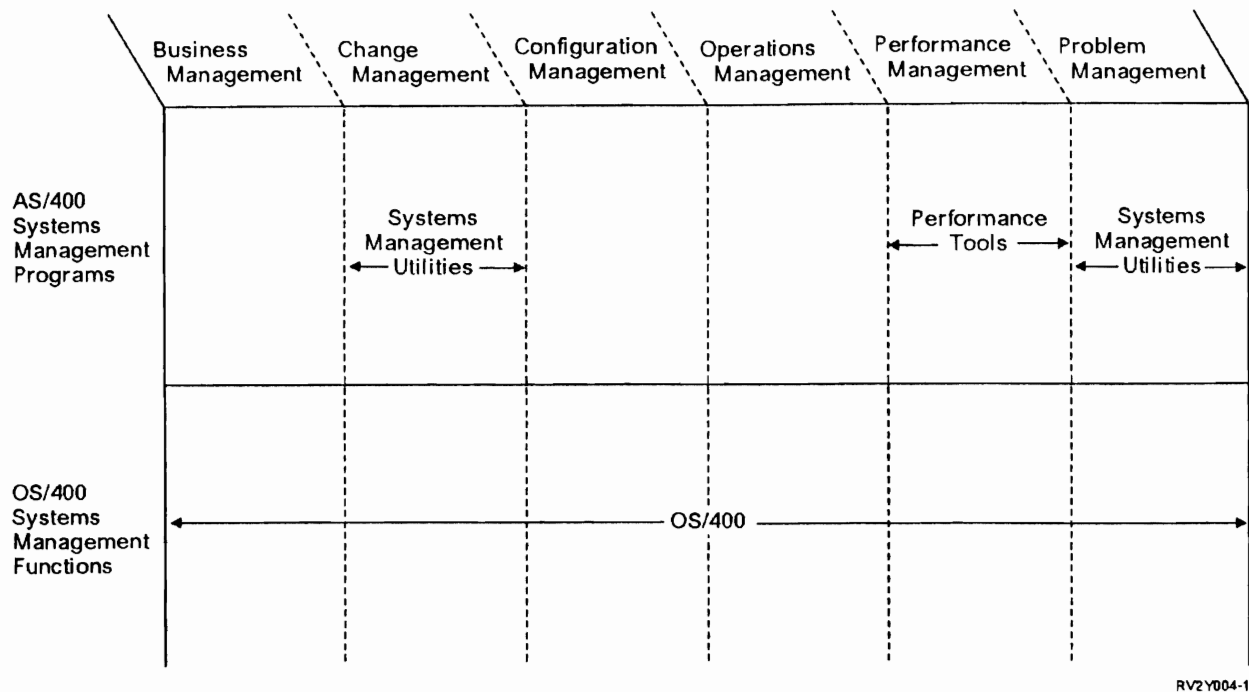 Business
Management
Change
Management
Configuration
Management
Operations
Management
Performance
Management
Problem
Management
AS/400
Systems
Management
Programs
Systems
Management
Utilities
Performance
Tools
Systems
Management
Utilities
OS/400
Systems
Management
Functions
OS/400
RV2Y004-1